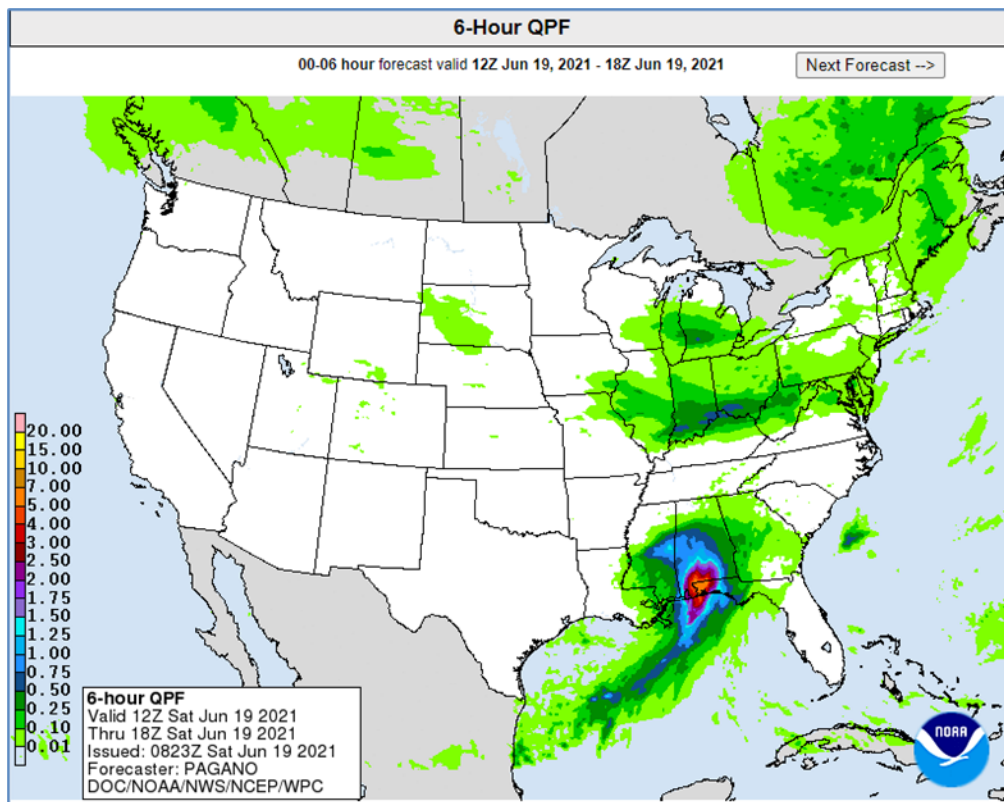 6-Hour QPF
00-06 hour forecast valid 12Z Jun 19, 2021 - 18Z Jun 19, 2021
Next Forecast -->
20.00
15.00
10.00
7.00
5.00
4.00
3.00
2.50
2.00
1.75
1.50
1.25
1.00
0.75
0.50
0.25
0.10
0.01
6-hour QPF
Valid 12Z Sat Jun 19 2021
Thru 18Z Sat Jun 19 2021
Issued: 0823Z Sat Jun 19 2021
Forecaster: PAGANO
DOC/NOAA/NWS/NCEP/WPC
NOAA